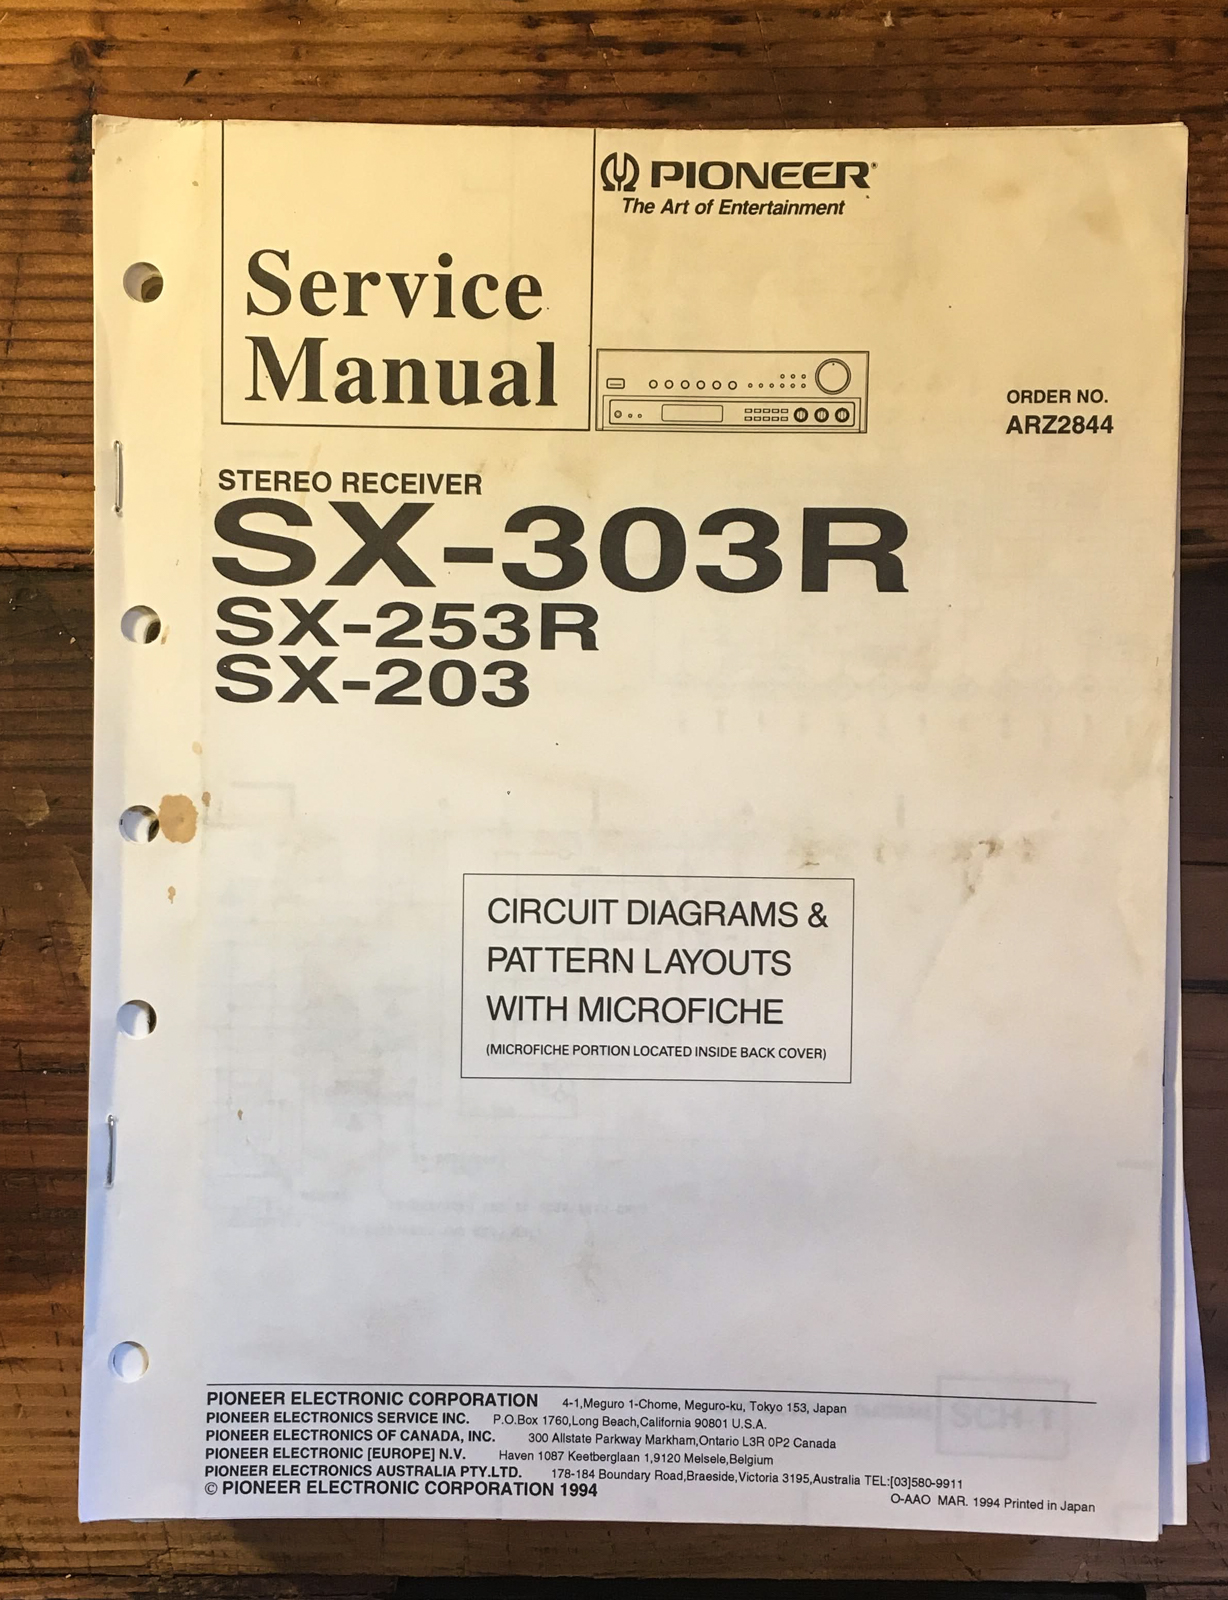 PIONEER®
The Art of Entertainment
Service
Manual
ORDER NO.
ARZ2844
STEREO RECEIVER
SX-303R
SX-253R
SX-203
CIRCUIT DIAGRAMS &
PATTERN LAYOUTS
WITH MICROFICHE
(MICROFICHE PORTION LOCATED INSIDE BACK COVER)
PIONEER ELECTRONIC CORPORATION 4-1,Meguro 1-Chome, Meguro-ku, Tokyo 153, Japan
PIONEER ELECTRONICS SERVICE INC. P.O.Box 1760,Long Beach,California 90801 U.S.A.
PIONEER ELECTRONICS OF CANADA, INC. 300 Allstate Parkway Markham,Ontario L3R 0P2 Canada
PIONEER ELECTRONIC [EUROPE] N.V. Haven 1087 Keetberglaan 1,9120 Melsele,Belgium
PIONEER ELECTRONICS AUSTRALIA PTY.LTD. 178-184 Boundary Road,Braeside,Victoria 3195,Australia TEL:[03]580-9911
© PIONEER ELECTRONIC CORPORATION 1994
O-AAO MAR. 1994 Printed in Japan
SCH-1